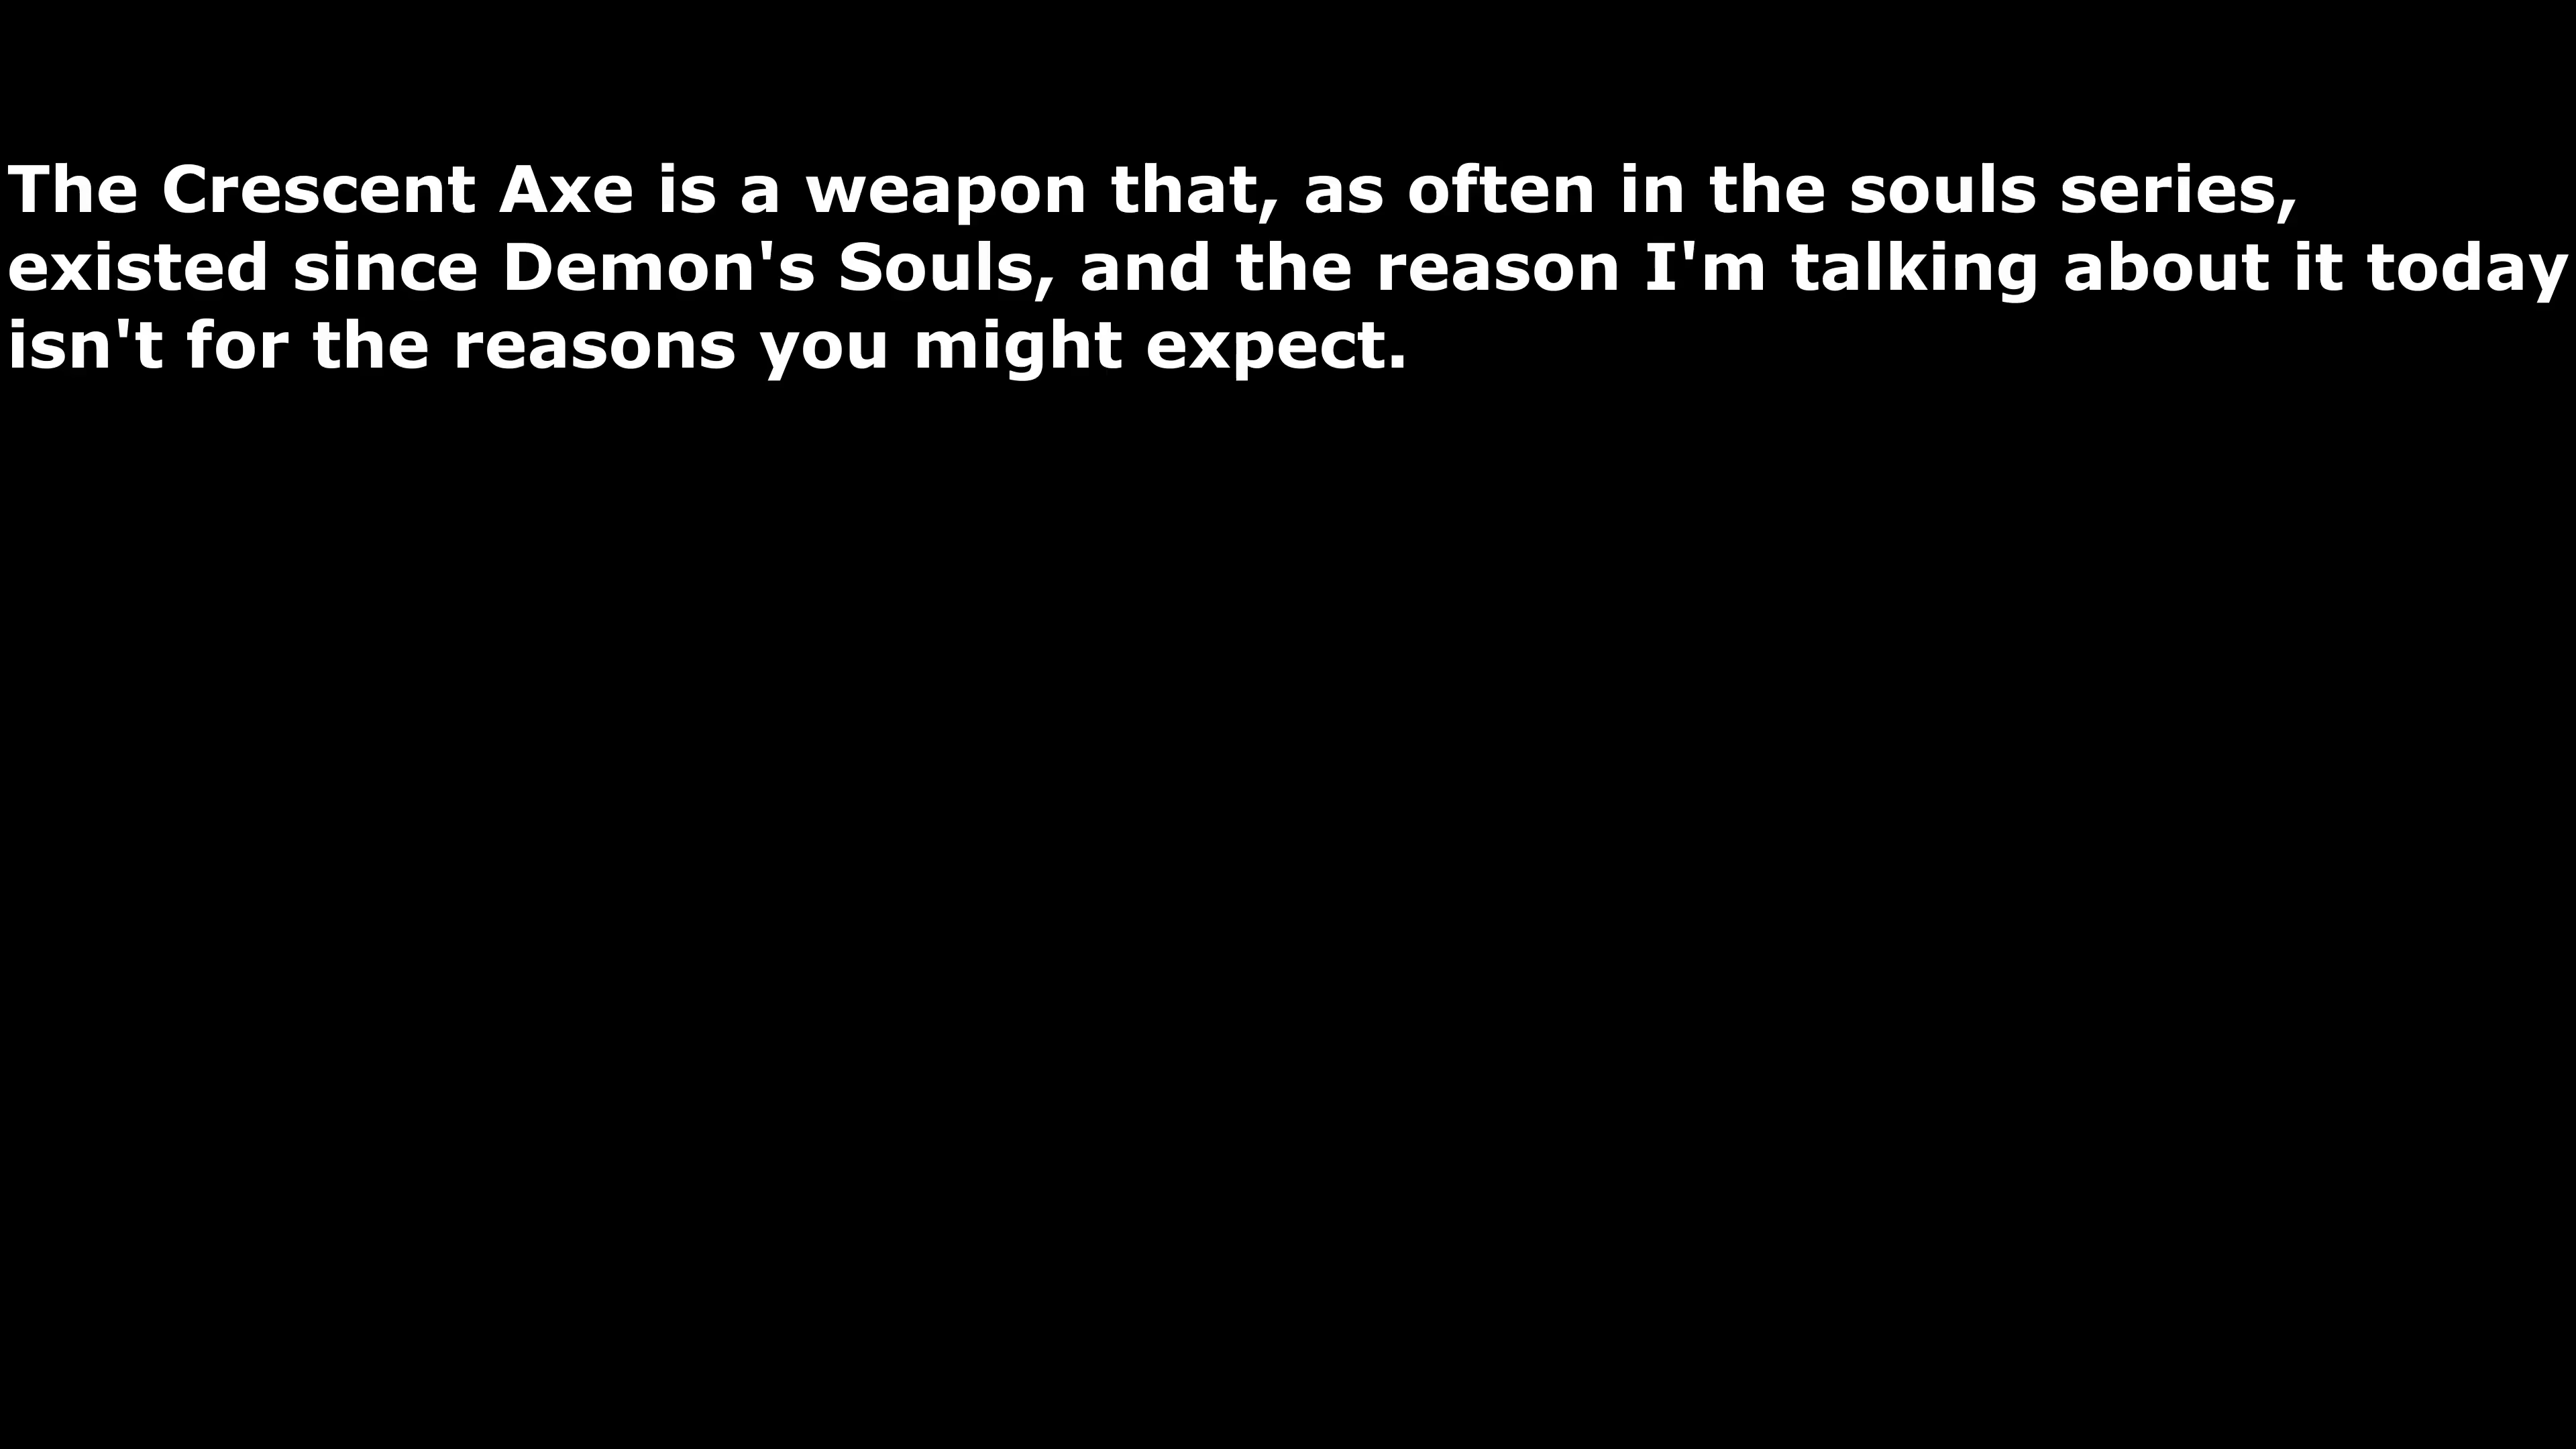 The Crescent Axe is a weapon that, as often in the souls series,
existed since Demon's Souls, and the reason I'm talking about it today
isn't for the reasons you might expect.